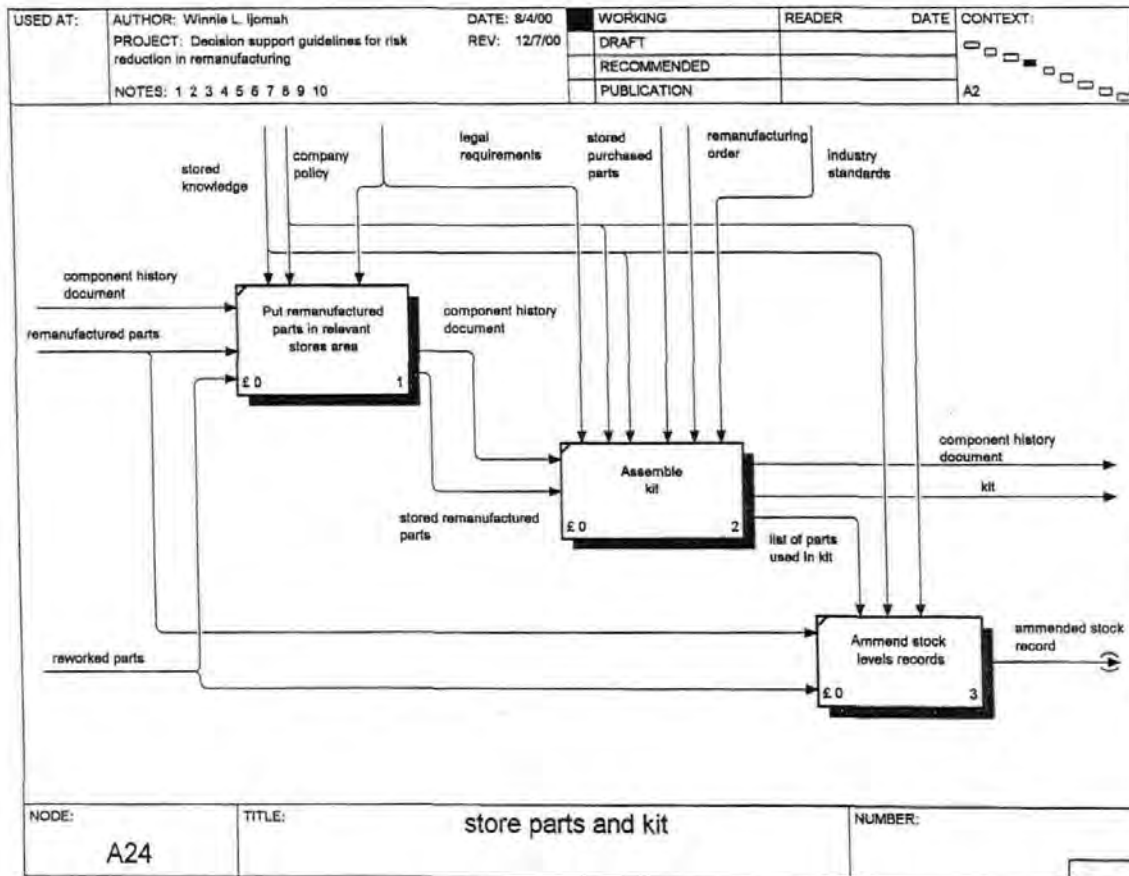 USED AT:
AUTHOR: Winnie L. Ijomah
DATE: 8/4/00
PROJECT: Decision support guidelines for risk
reduction in remanufacturing
REV: 12/7/00
NOTES: 1 2 3 4 5 6 7 8 9 10
WORKING
DRAFT
RECOMMENDED
PUBLICATION
READER
DATE
CONTEXT:
A2
stored
knowledge
company
policy
legal
requirements
stored
purchased
parts
remanufacturing
order
industry
standards
component history
document
remanufactured parts
Put remanufactured
parts in relevant
stores area
£ 0
1
component history
document
stored remanufactured
parts
Assemble
kit
£ 0
2
component history
document
kit
list of parts
used in kit
reworked parts
Ammend stock
levels records
£ 0
3
ammended stock
record
NODE:
A24
TITLE:
store parts and kit
NUMBER: